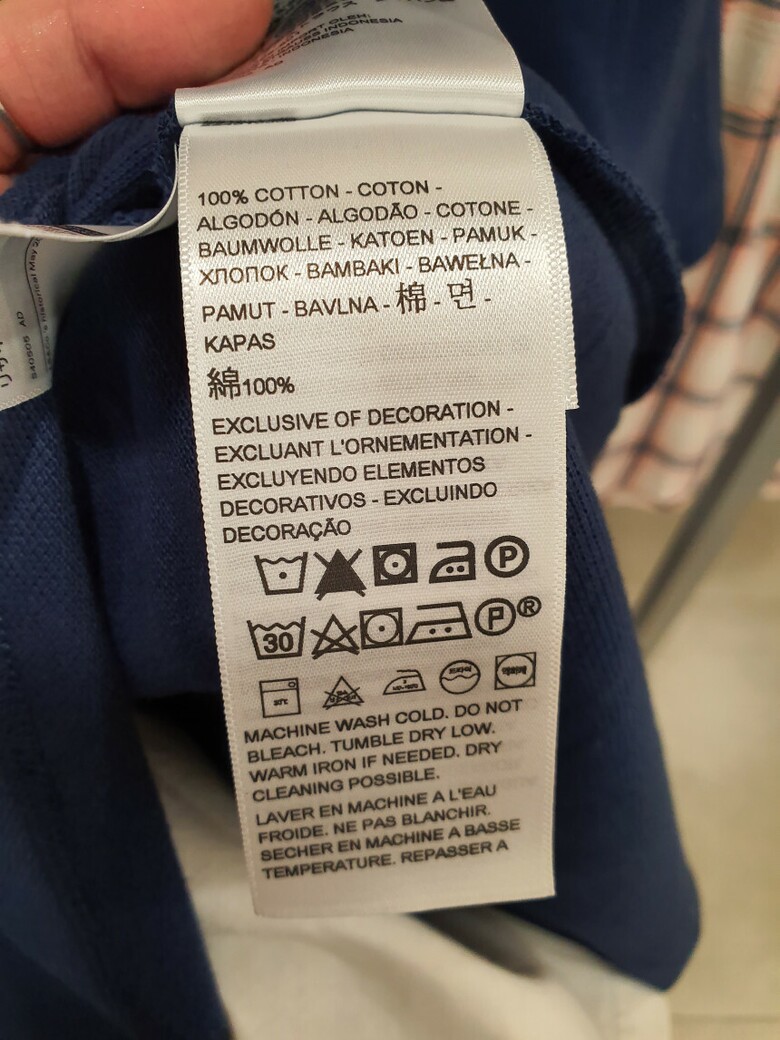 INDONESIA
100% COTTON - COTON -
ALGODÓN - ALGODÃO - COTONE -
BAUMWOLLE - KATOEN - PAMUK -
ХЛОПОК - BAMBAKI - BAWEŁNA -
PAMUT - BAVLNA - 棉 - 면 -
KAPAS
綿100%
EXCLUSIVE OF DECORATION -
EXCLUANT L'ORNEMENTATION -
EXCLUYENDO ELEMENTOS
DECORATIVOS - EXCLUINDO
DECORAÇÃO
P
30 P®
MACHINE WASH COLD. DO NOT
BLEACH. TUMBLE DRY LOW.
WARM IRON IF NEEDED. DRY
CLEANING POSSIBLE.
LAVER EN MACHINE A L'EAU
FROIDE. NE PAS BLANCHIR.
SECHER EN MACHINE A BASSE
TEMPERATURE. REPASSER A